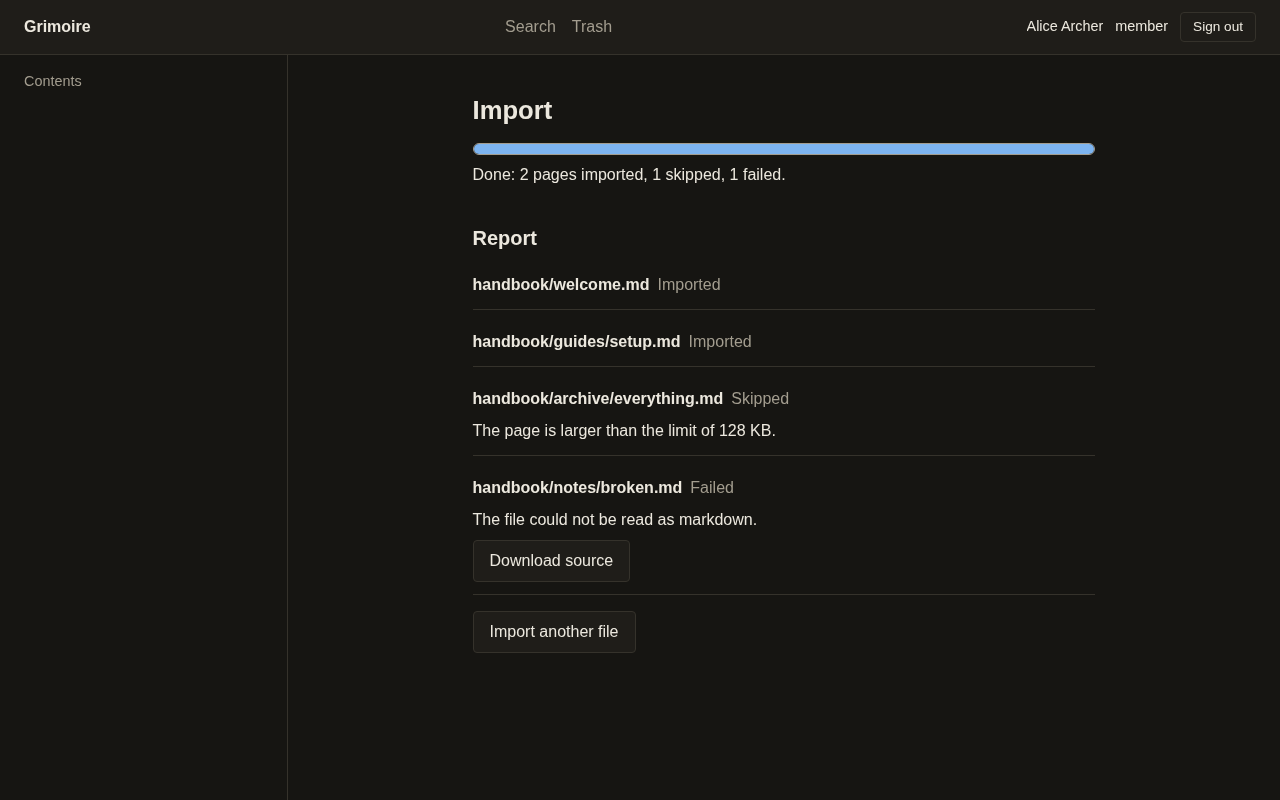 Grimoire
Search Trash
Alice Archer member Sign out
Contents
Import
Done: 2 pages imported, 1 skipped, 1 failed.
Report
handbook/welcome.md Imported
handbook/guides/setup.md Imported
handbook/archive/everything.md Skipped
The page is larger than the limit of 128 KB.
handbook/notes/broken.md Failed
The file could not be read as markdown.
Download source
Import another file